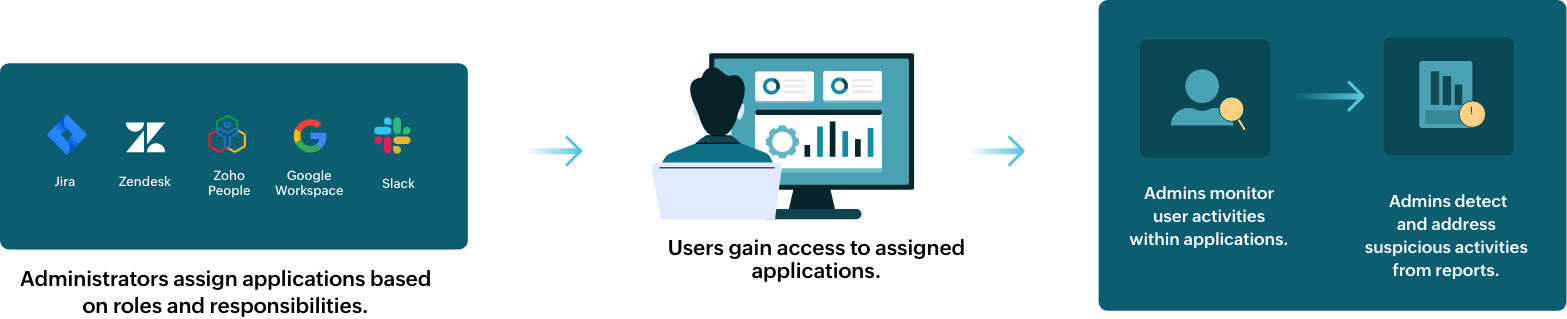 Jira
Zendesk
Zoho
People
Google
Workspace
Slack
Administrators assign applications based
on roles and responsibilities.
Users gain access to assigned
applications.
Admins monitor
user activities
within applications.
!
Admins detect
and address
suspicious activities
from reports.